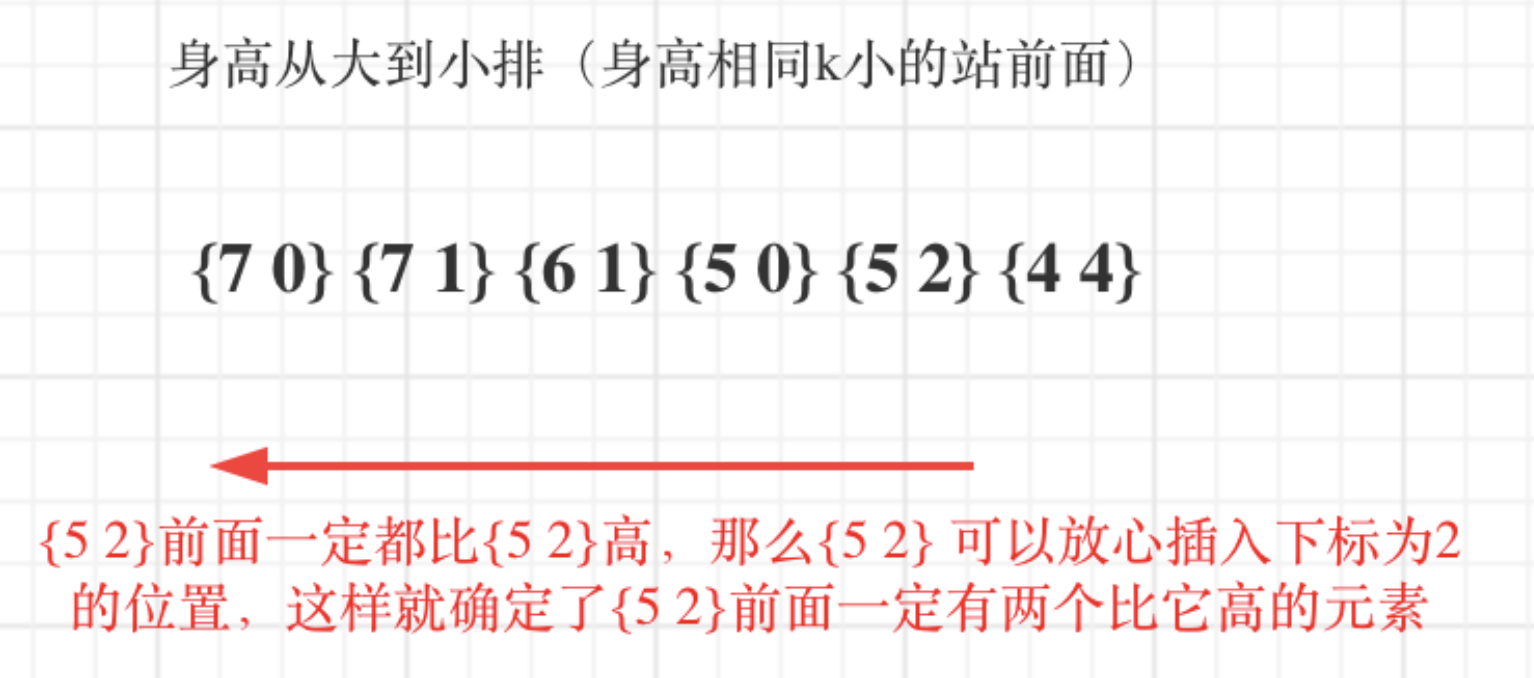 身高从大到小排（身高相同k小的站前面）
{7 0} {7 1} {6 1} {5 0} {5 2} {4 4}
{5 2}前面一定都比{5 2}高，那么{5 2} 可以放心插入下标为2
的位置，这样就确定了{5 2}前面一定有两个比它高的元素